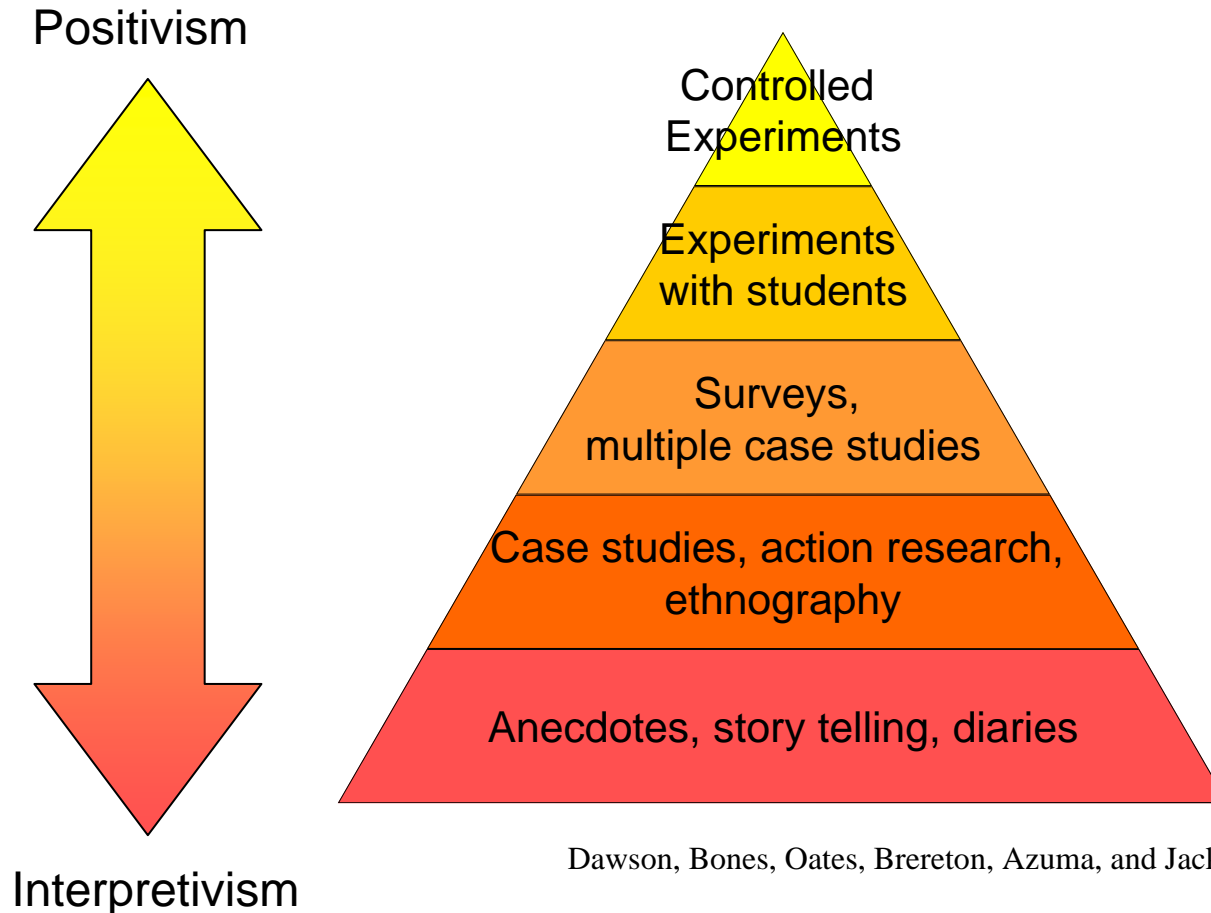 Positivism
Controlled
Experiments
Experiments
with students
Surveys,
multiple case studies
Case studies, action research,
ethnography
Anecdotes, story telling, diaries
Dawson, Bones, Oates, Brereton, Azuma, and
Interpretivism